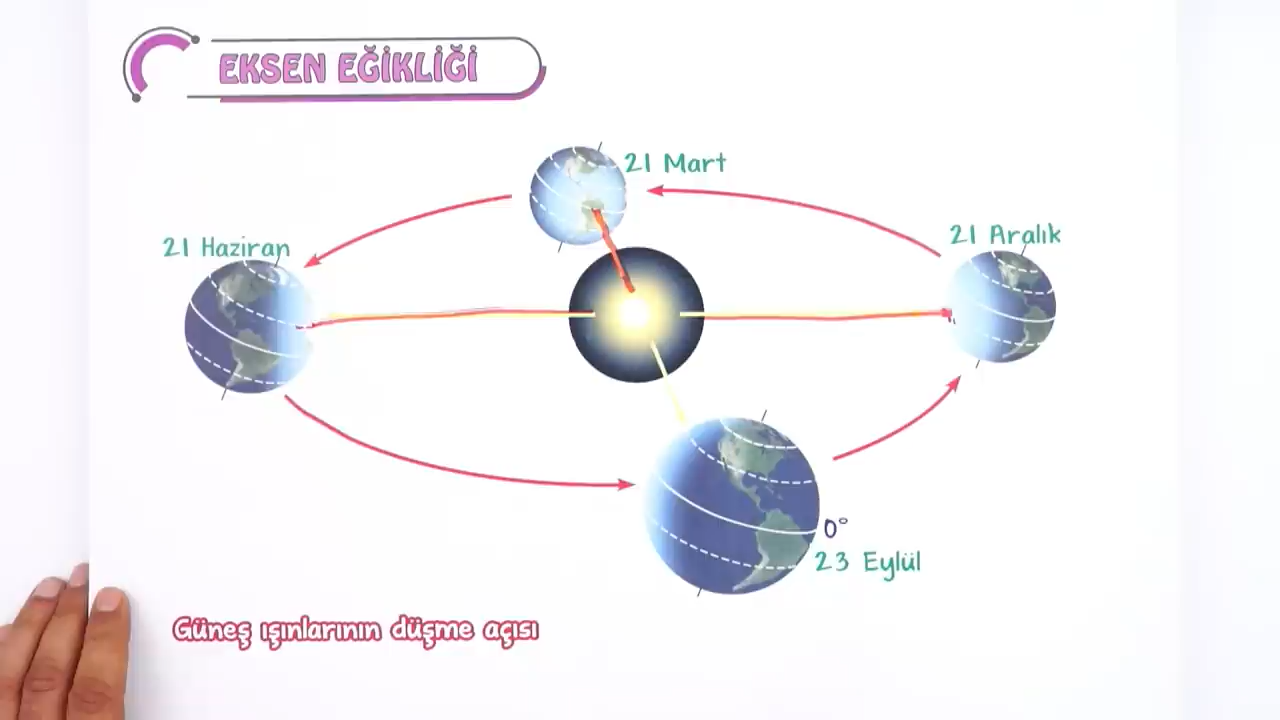 EKSEN EĞİKLİĞİ
21 Mart
21 Haziran
21 Aralık
0°
23 Eylül
Güneş ışınlarının düşme açısı